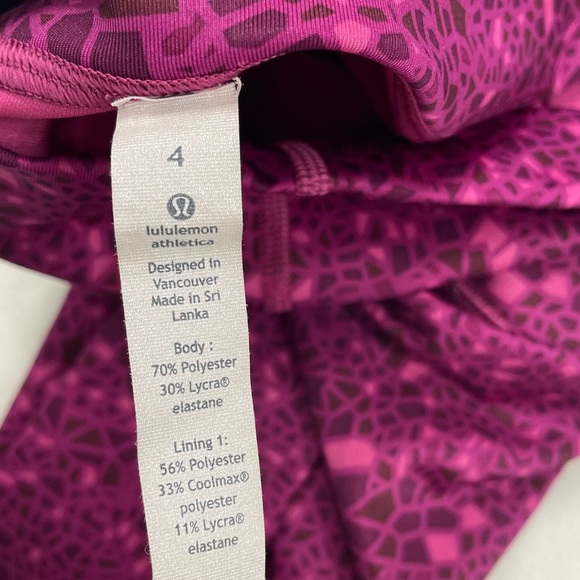 4
lululemon
athletica
Designed in
Vancouver
Made in Sri
Lanka
Body :
70% Polyester
30% Lycra®
elastane
Lining 1:
56% Polyester
33% Coolmax®
polyester
11% Lycra®
elastane